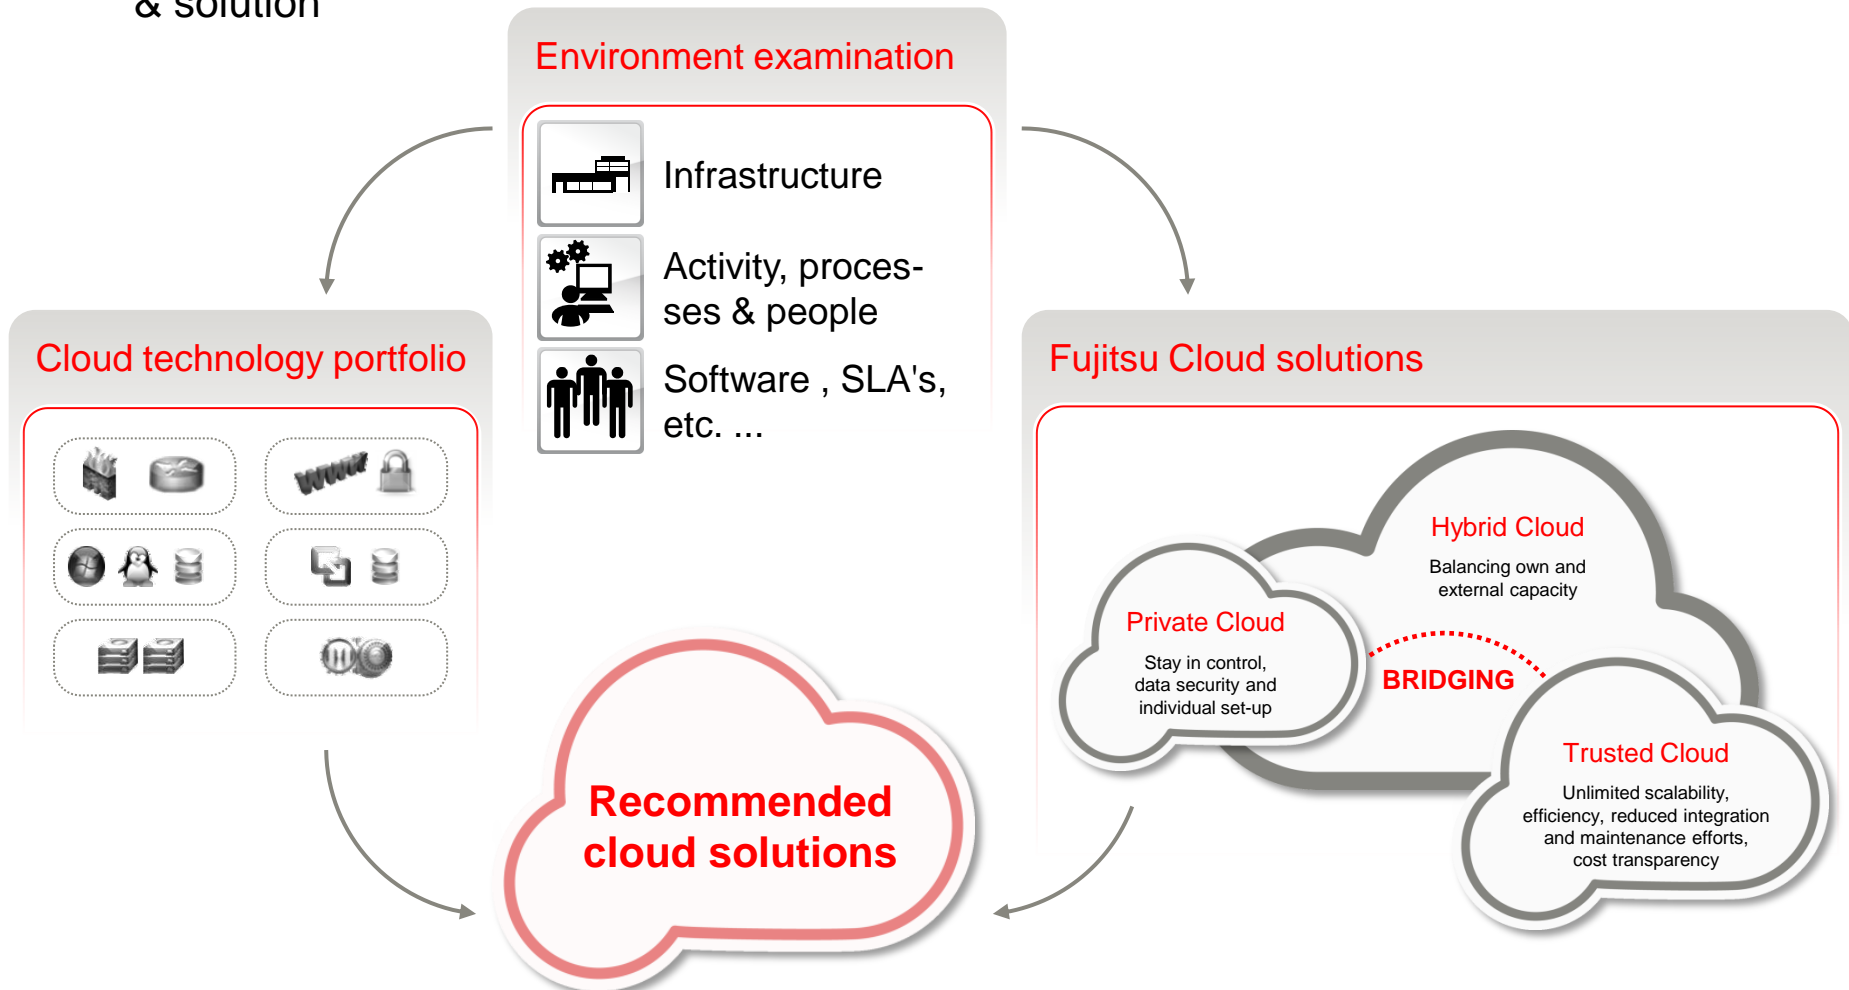 & solution
Environment examination
Infrastructure
Activity, proces-
ses & people
Software , SLA's,
etc. ...
Cloud technology portfolio
WWW
Fujitsu Cloud solutions
Hybrid Cloud
Balancing own and
external capacity
Private Cloud
Stay in control,
data security and
individual set-up
BRIDGING
Trusted Cloud
Unlimited scalability,
efficiency, reduced integration
and maintenance efforts,
cost transparency
Recommended
cloud solutions